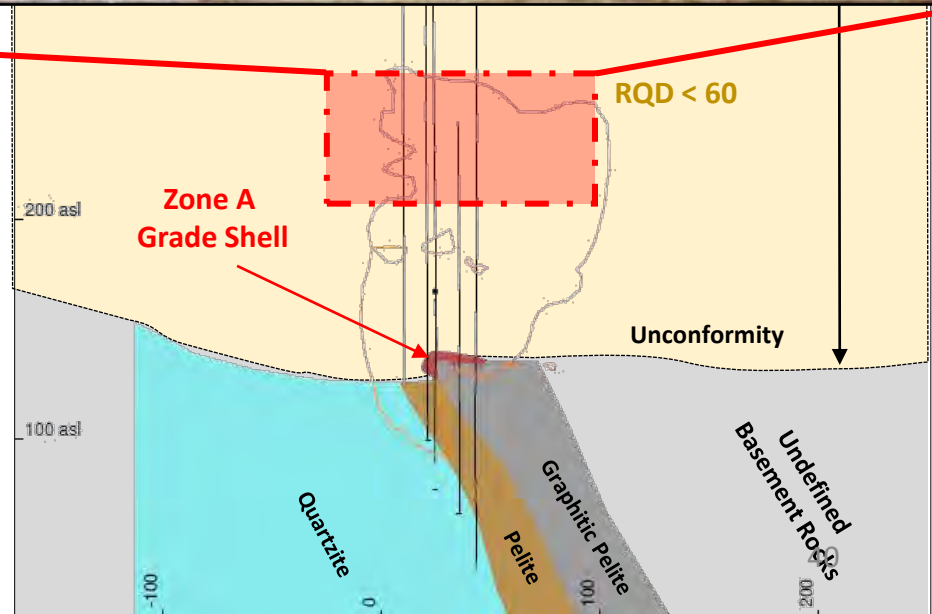 RQD < 60
Zone A
Grade Shell
200 asl
Unconformity
100 asl
Quartzite
Pelite
Graphitic Pelite
Undefined
Basement Rocks
40
-100
0
100
200